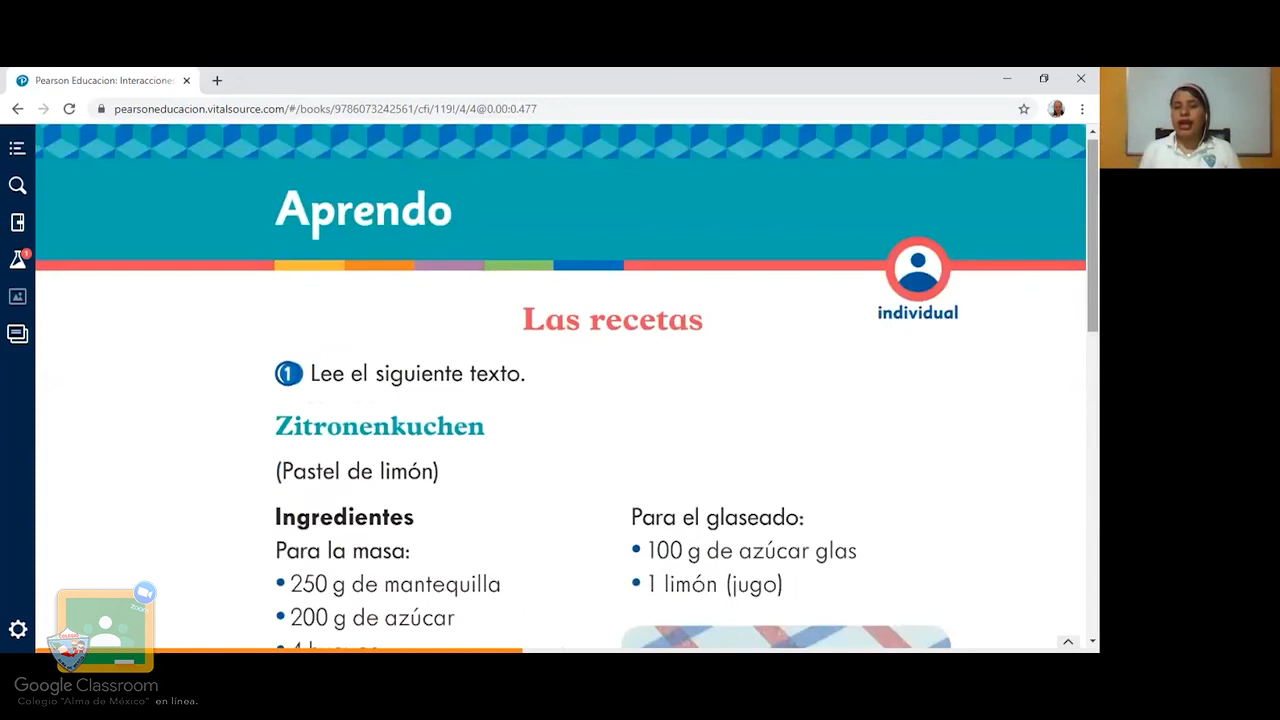 Pearson Educacion: Interaccione
pearsoneducacion.vitalsource.com/#/books/9786073242561/cfi/119!/4/4@0.00:0.477
1
Aprendo
individual
Las recetas
1 Lee el siguiente texto.
Zitronenkuchen
(Pastel de limón)
Ingredientes
Para la masa:
• 250 g de mantequilla
• 200 g de azúcar
Para el glaseado:
• 100 g de azúcar glas
• 1 limón (jugo)
zoom
COLEGIO
Google Classroom
Colegio "Alma de México" en línea.